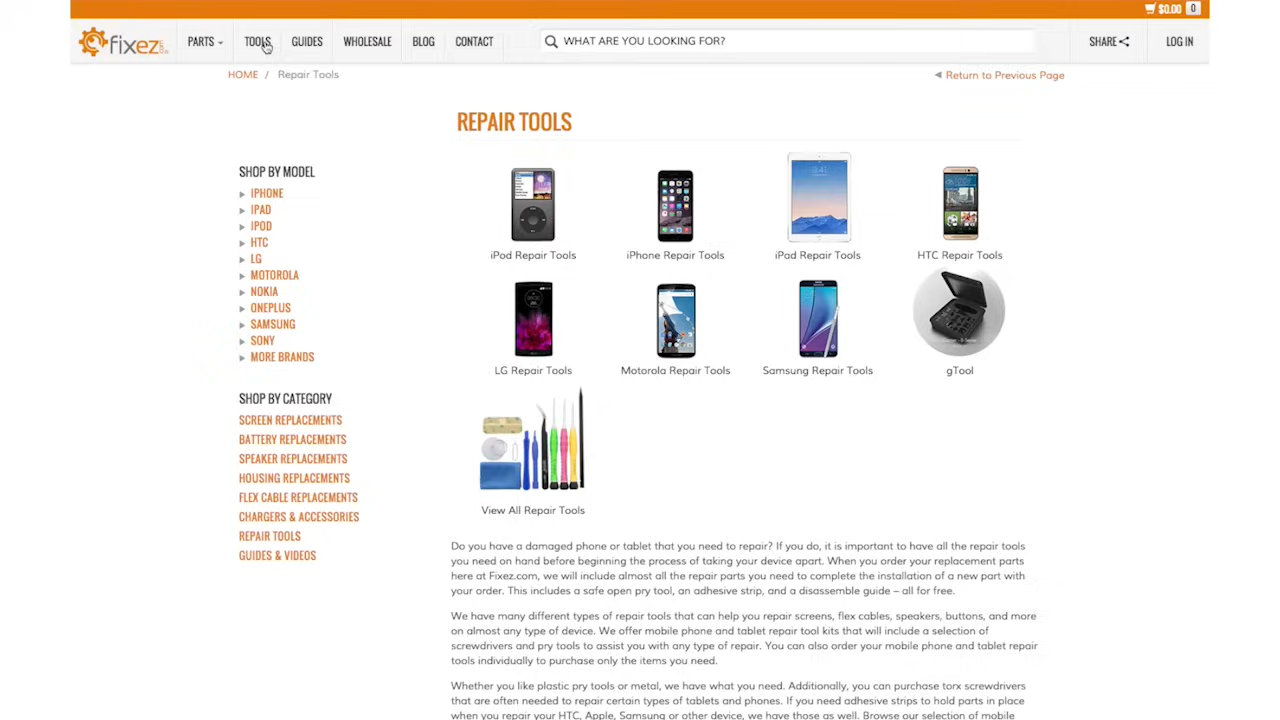 $0.00 0
fixez
PARTS TOOLS GUIDES WHOLESALE BLOG CONTACT WHAT ARE YOU LOOKING FOR? SHARE LOG IN
HOME / Repair Tools
Return to Previous Page
REPAIR TOOLS
SHOP BY MODEL
IPHONE
IPAD
IPOD
HTC
LG
MOTOROLA
NOKIA
ONEPLUS
SAMSUNG
SONY
MORE BRANDS
SHOP BY CATEGORY
SCREEN REPLACEMENTS
BATTERY REPLACEMENTS
SPEAKER REPLACEMENTS
HOUSING REPLACEMENTS
FLEX CABLE REPLACEMENTS
CHARGERS & ACCESSORIES
REPAIR TOOLS
GUIDES & VIDEOS
iPod Repair Tools
iPhone Repair Tools
iPad Repair Tools
HTC Repair Tools
LG Repair Tools
Motorola Repair Tools
Samsung Repair Tools
gTool
View All Repair Tools
Do you have a damaged phone or tablet that you need to repair? If you do, it is important to have all the repair tools
you need on hand before beginning the process of taking your device apart. When you order your replacement parts
here at Fixez.com, we will include almost all the repair parts you need to complete the installation of a new part with
your order. This includes a safe open pry tool, an adhesive strip, and a disassemble guide – all for free.
We have many different types of repair tools that can help you repair screens, flex cables, speakers, buttons, and more
on almost any type of device. We offer mobile phone and tablet repair tool kits that will include a selection of
screwdrivers and pry tools to assist you with any type of repair. You can also order your mobile phone and tablet repair
tools individually to purchase only the items you need.
Whether you like plastic pry tools or metal, we have what you need. Additionally, you can purchase torx screwdrivers
that are often needed to repair certain types of tablets and phones. If you need adhesive strips to hold parts in place
when you repair your HTC, Apple, Samsung or other device, we have those as well. Browse our selection of mobile